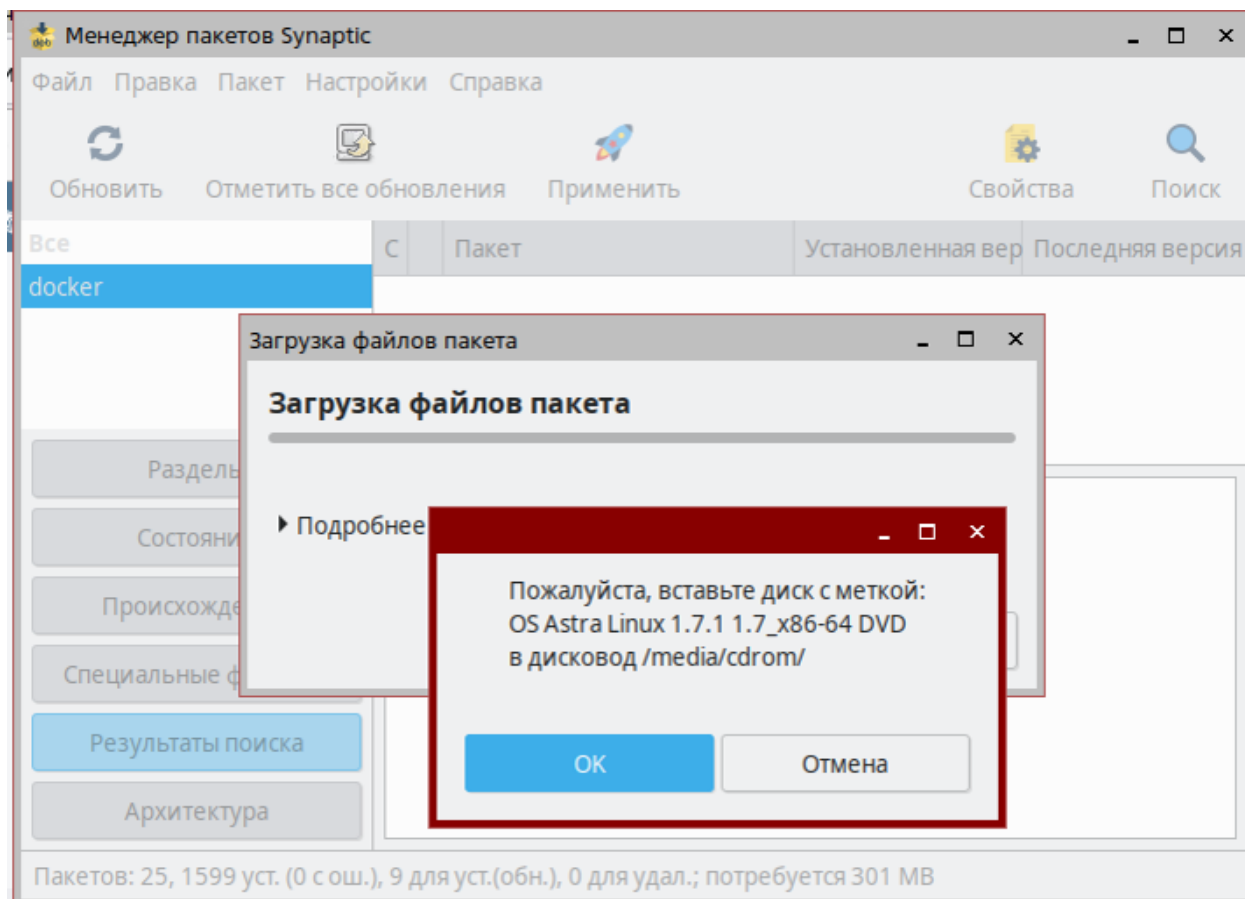 Менеджер пакетов Synaptic
Файл Правка Пакет Настройки Справка
Обновить Отметить все обновления Применить Свойства Поиск
Все С Пакет Установленная вер Последняя версия
docker
Загрузка файлов пакета
Загрузка файлов пакета
Подробнее
Пожалуйста, вставьте диск с меткой:
OS Astra Linux 1.7.1 1.7_x86-64 DVD
в дисковод /media/cdrom/
OK Отмена
Разделы
Состояни
Происхожде
Специальные ф
Результаты поиска
Архитектура
Пакетов: 25, 1599 уст. (0 с ош.), 9 для уст.(обн.), 0 для удал.; потребуется 301 MB